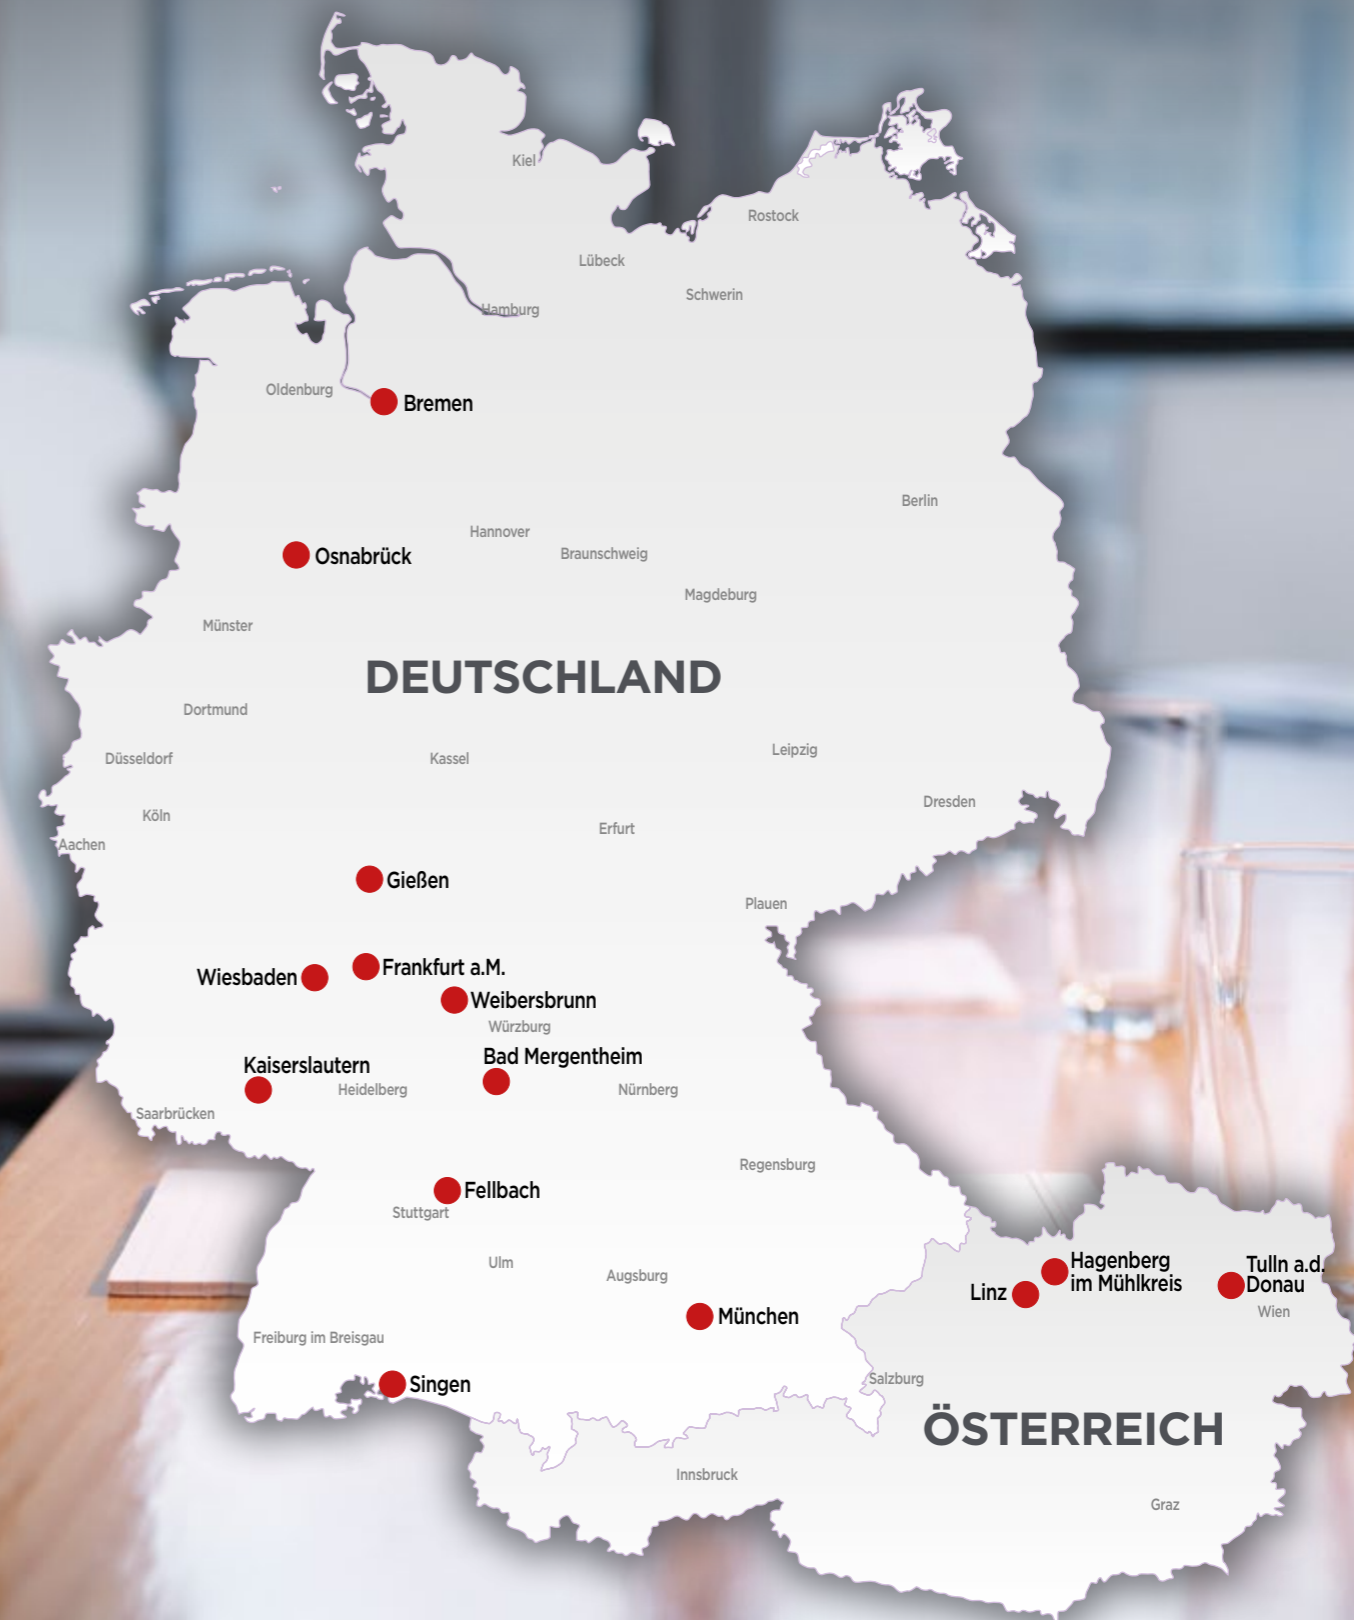 Kiel
Rostock
Lübeck
Schwerin
Hamburg
Oldenburg
Bremen
Berlin
Hannover
Braunschweig
Osnabrück
Magdeburg
Münster
DEUTSCHLAND
Dortmund
Leipzig
Düsseldorf
Kassel
Dresden
Köln
Erfurt
Aachen
Gießen
Plauen
Frankfurt a.M.
Wiesbaden
Weibersbrunn
Würzburg
Bad Mergentheim
Kaiserslautern
Heidelberg
Nürnberg
Saarbrücken
Regensburg
Fellbach
Stuttgart
Ulm
Augsburg
Hagenberg
im Mühlkreis
Tulln a.d.
Donau
Linz
Wien
München
Freiburg im Breisgau
Singen
Salzburg
ÖSTERREICH
Innsbruck
Graz